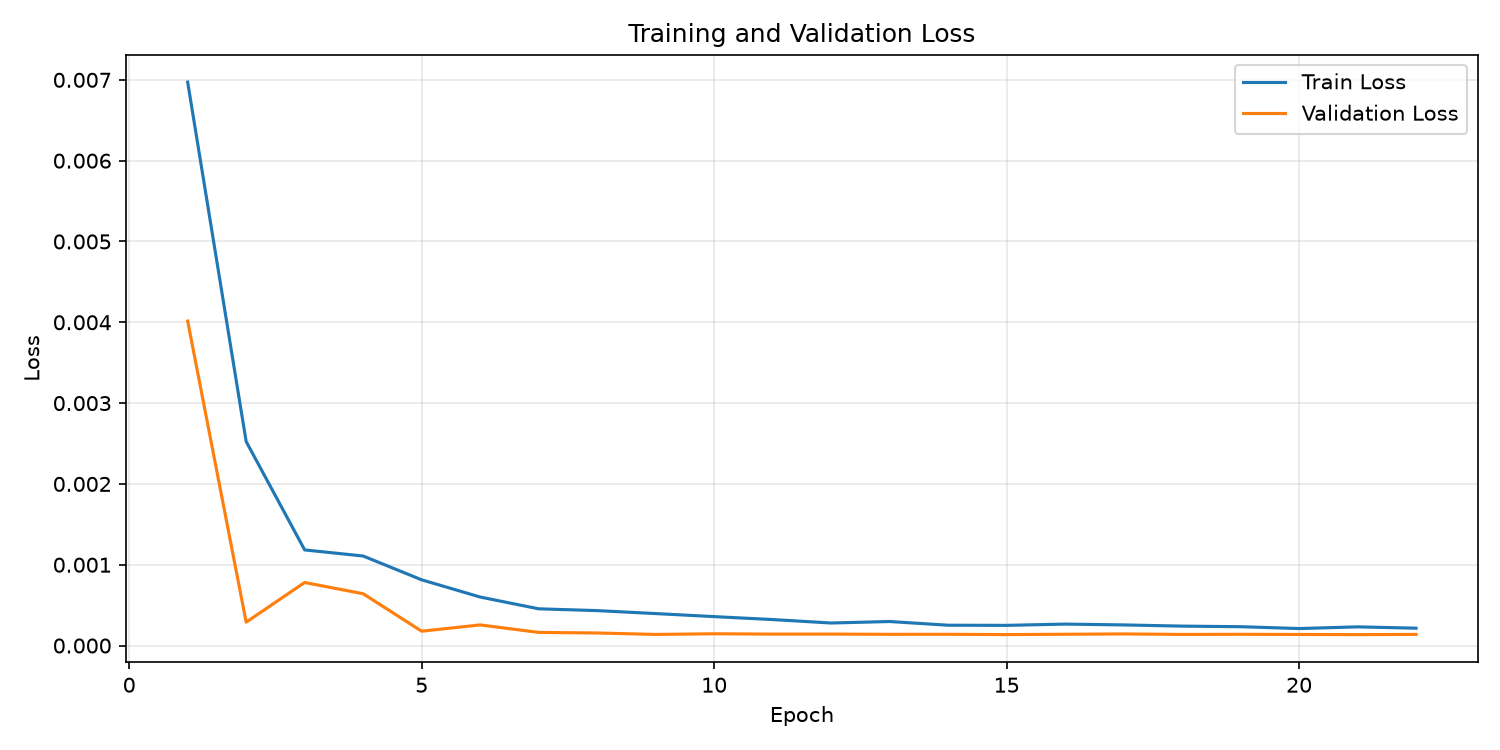 Training and Validation Loss
Train Loss
Validation Loss
0.007
0.006
0.005
0.004
0.003
0.002
0.001
0.000
Loss
0 5 10 15 20
Epoch